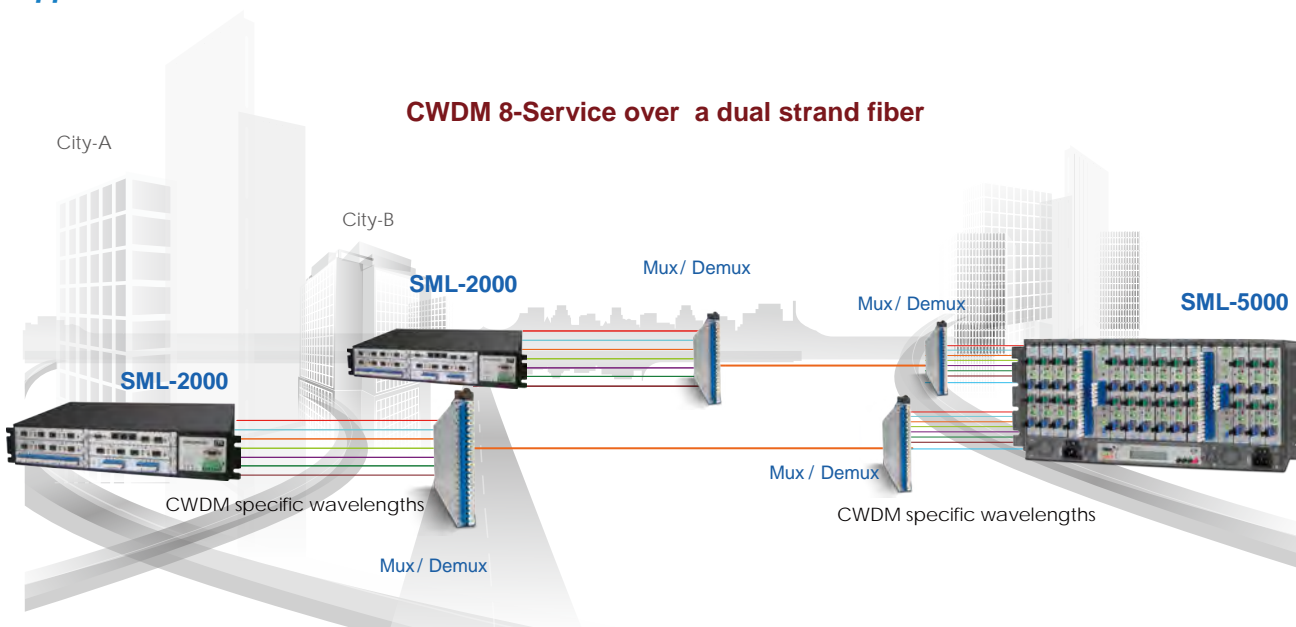 CWDM 8-Service over a dual strand fiber
City-A
City-B
Mux / Demux
SML-2000
Mux / Demux
SML-5000
SML-2000
Mux / Demux
CWDM specific wavelengths
CWDM specific wavelengths
Mux / Demux